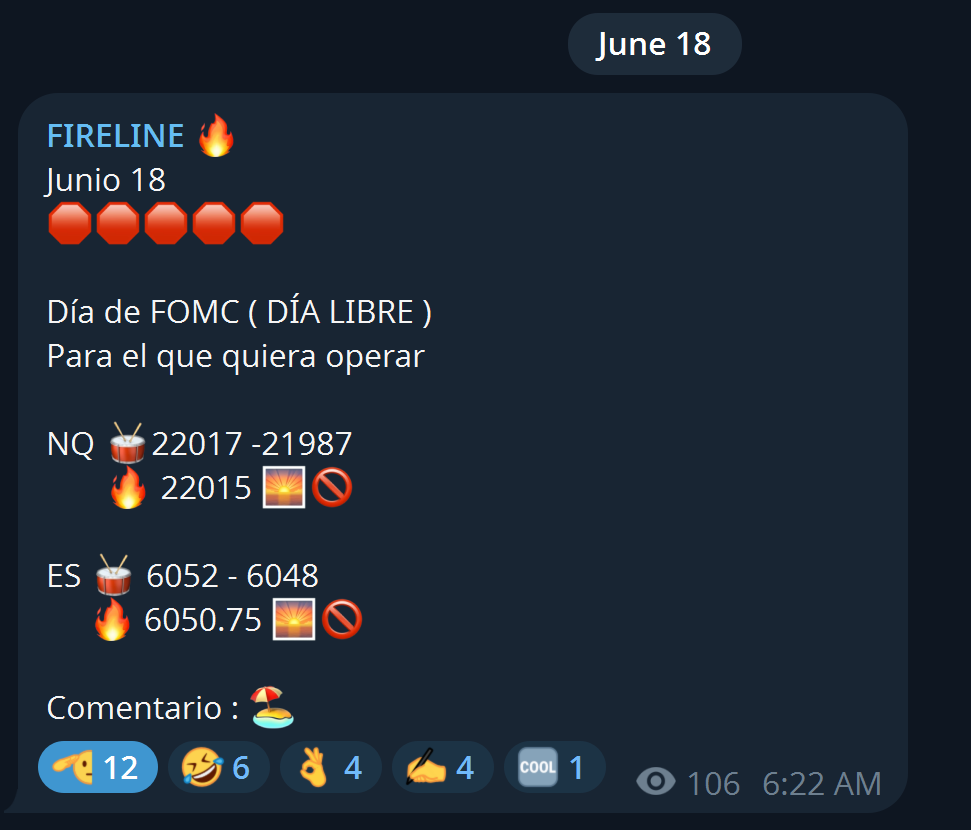 June 18
FIRELINE 🔥
Junio 18
🛑🛑🛑🛑🛑
Día de FOMC ( DÍA LIBRE )
Para el que quiera operar
NQ 🥁22017 -21987
🔥 22015 🌅🚫
ES 🥁 6052 - 6048
🔥 6050.75 🌅🚫
Comentario : 🏖️
🫡 12 🤣 6 👌 4 ✍️ 4 🆒 1 106 6:22 AM